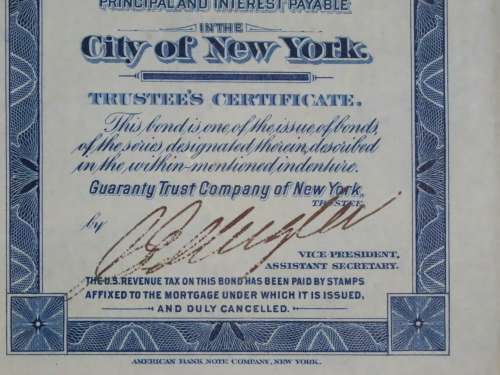 PRINCIPAL AND INTEREST PAYABLE
IN THE
City of New York.
TRUSTEE'S CERTIFICATE.
This bond is one of the issue of bonds,
of the series designated therein, described
in the within-mentioned indenture.
Guaranty Trust Company of New York,
TRUSTEE
by
VICE PRESIDENT,
ASSISTANT SECRETARY.
THE U.S. REVENUE TAX ON THIS BOND HAS BEEN PAID BY STAMPS
AFFIXED TO THE MORTGAGE UNDER WHICH IT IS ISSUED,
AND DULY CANCELLED.
AMERICAN BANK NOTE COMPANY, NEW YORK.